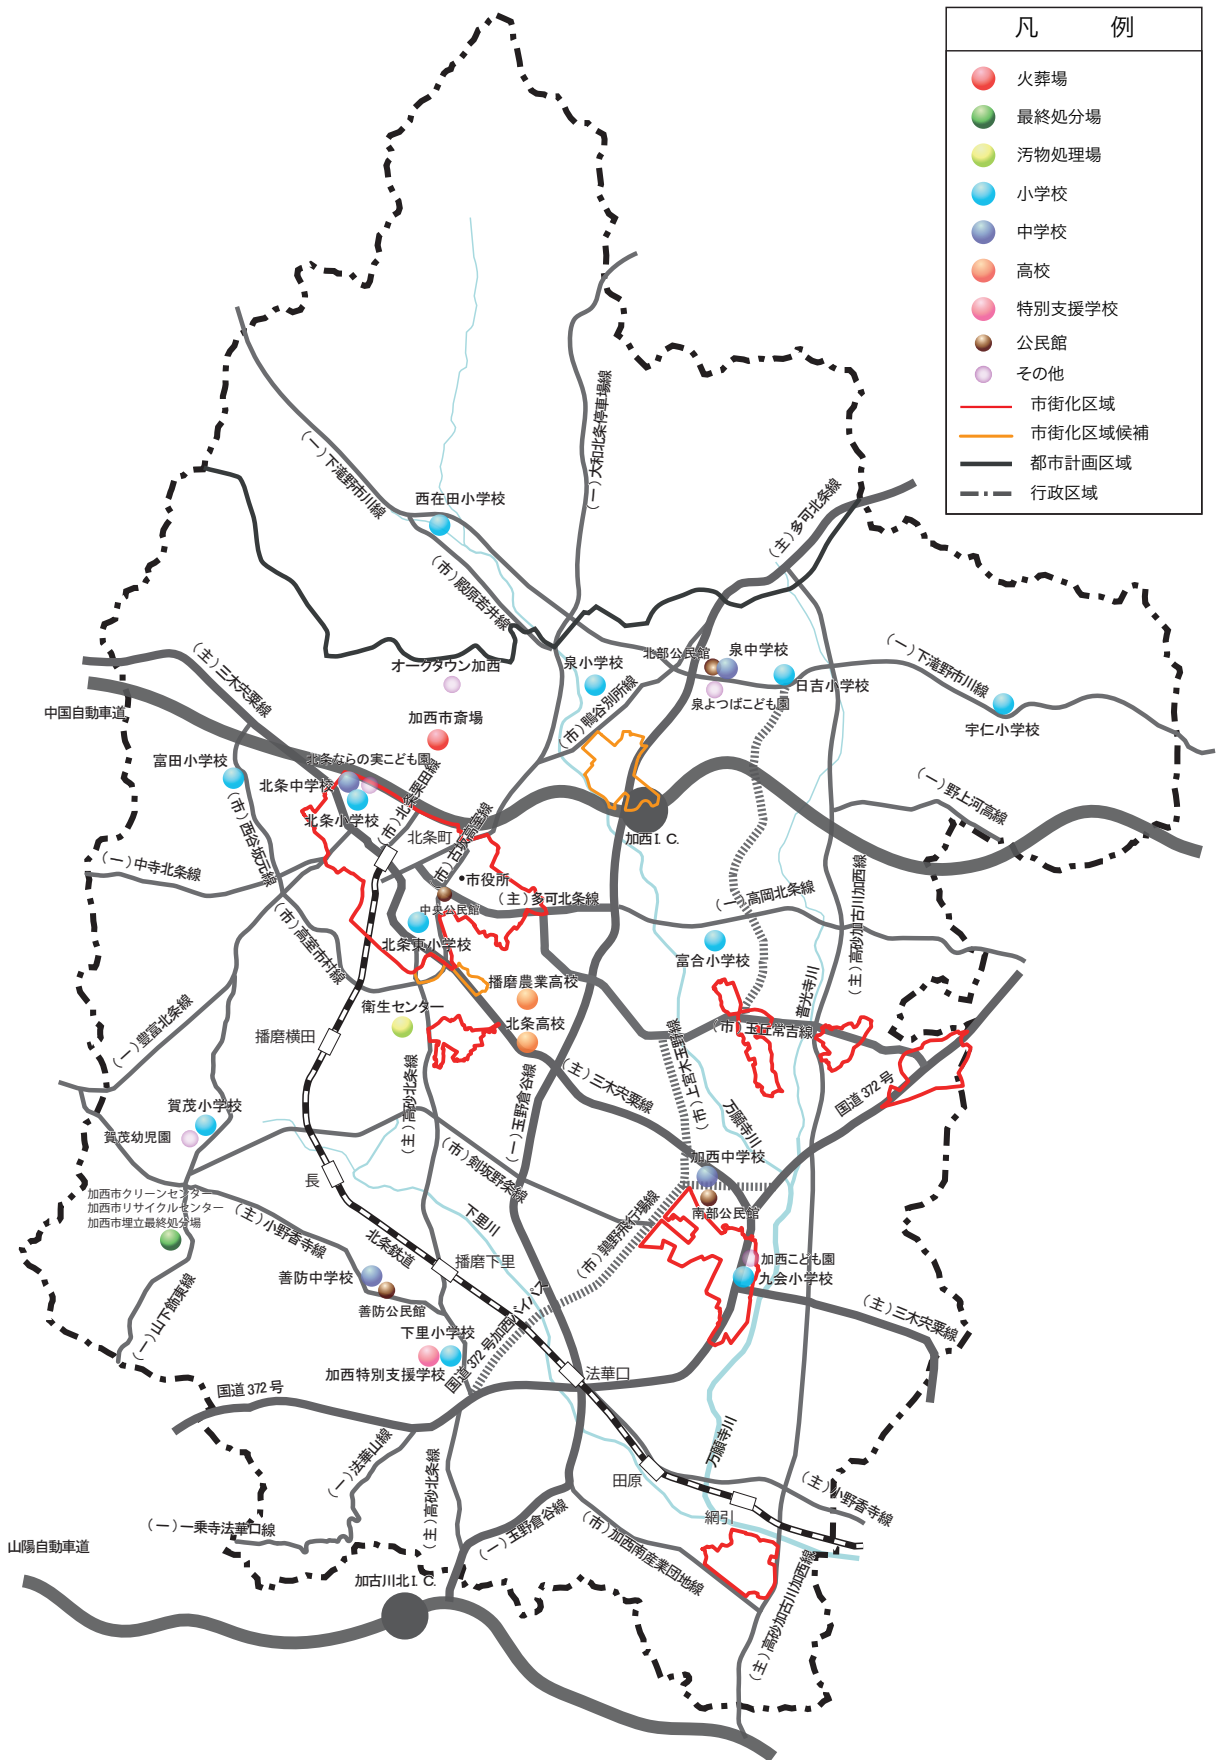 凡 例
火葬場
最終処分場
汚物処理場
小学校
中学校
高校
特別支援学校
公民館
その他
市街化区域
市街化区域候補
都市計画区域
行政区域
(一)大和北条停車場線
(一)下滝野市川線
西在田小学校
(主)多可北条線
(市)殿原若井線
(主)三木宍粟線
オークタウン加西
泉小学校
北部公民館
泉中学校
(一)下滝野市川線
日吉小学校
泉よつばこども園
(市)鴨谷別所線
宇仁小学校
中国自動車道
加西市斎場
富田小学校
北条ならの実こども園
北条中学校
北条小学校
(市)北条栗田線
(市)西谷坂元線
北条町
(市)古坂高室線
加西I.C.
(一)野上河高線
(一)中寺北条線
市役所
中央公民館
(主)多可北条線
(一)高岡北条線
(主)高砂加古川加西線
(市)高室市村線
北条東小学校
富合小学校
播磨農業高校
普光寺川
(一)豊富北条線
衛生センター
北条高校
播磨横田
(市)玉丘常吉線
(市)上宮木玉野線
国道372号
(主)三木宍粟線
(主)高砂北条線
(一)玉野倉谷線
万願寺川
賀茂小学校
賀茂幼児園
(市)剣坂野条線
加西中学校
長
加西市クリーンセンター
加西市リサイクルセンター
加西市埋立最終処分場
(主)小野香寺線
下里川
南部公民館
北条鉄道
(市)鶉野飛行場線
播磨下里
加西こども園
九会小学校
善防中学校
善防公民館
(一)山下餝東線
(主)三木宍粟線
下里小学校
国道372号加西バイパス
加西特別支援学校
法華口
国道372号
(一)法華山線
万願寺川
(主)高砂北条線
田原
(主)小野香寺線
網引
(一)一乗寺法華口線
(一)玉野倉谷線
(市)加西南産業団地線
山陽自動車道
加古川北I.C.
(主)高砂加古川加西線